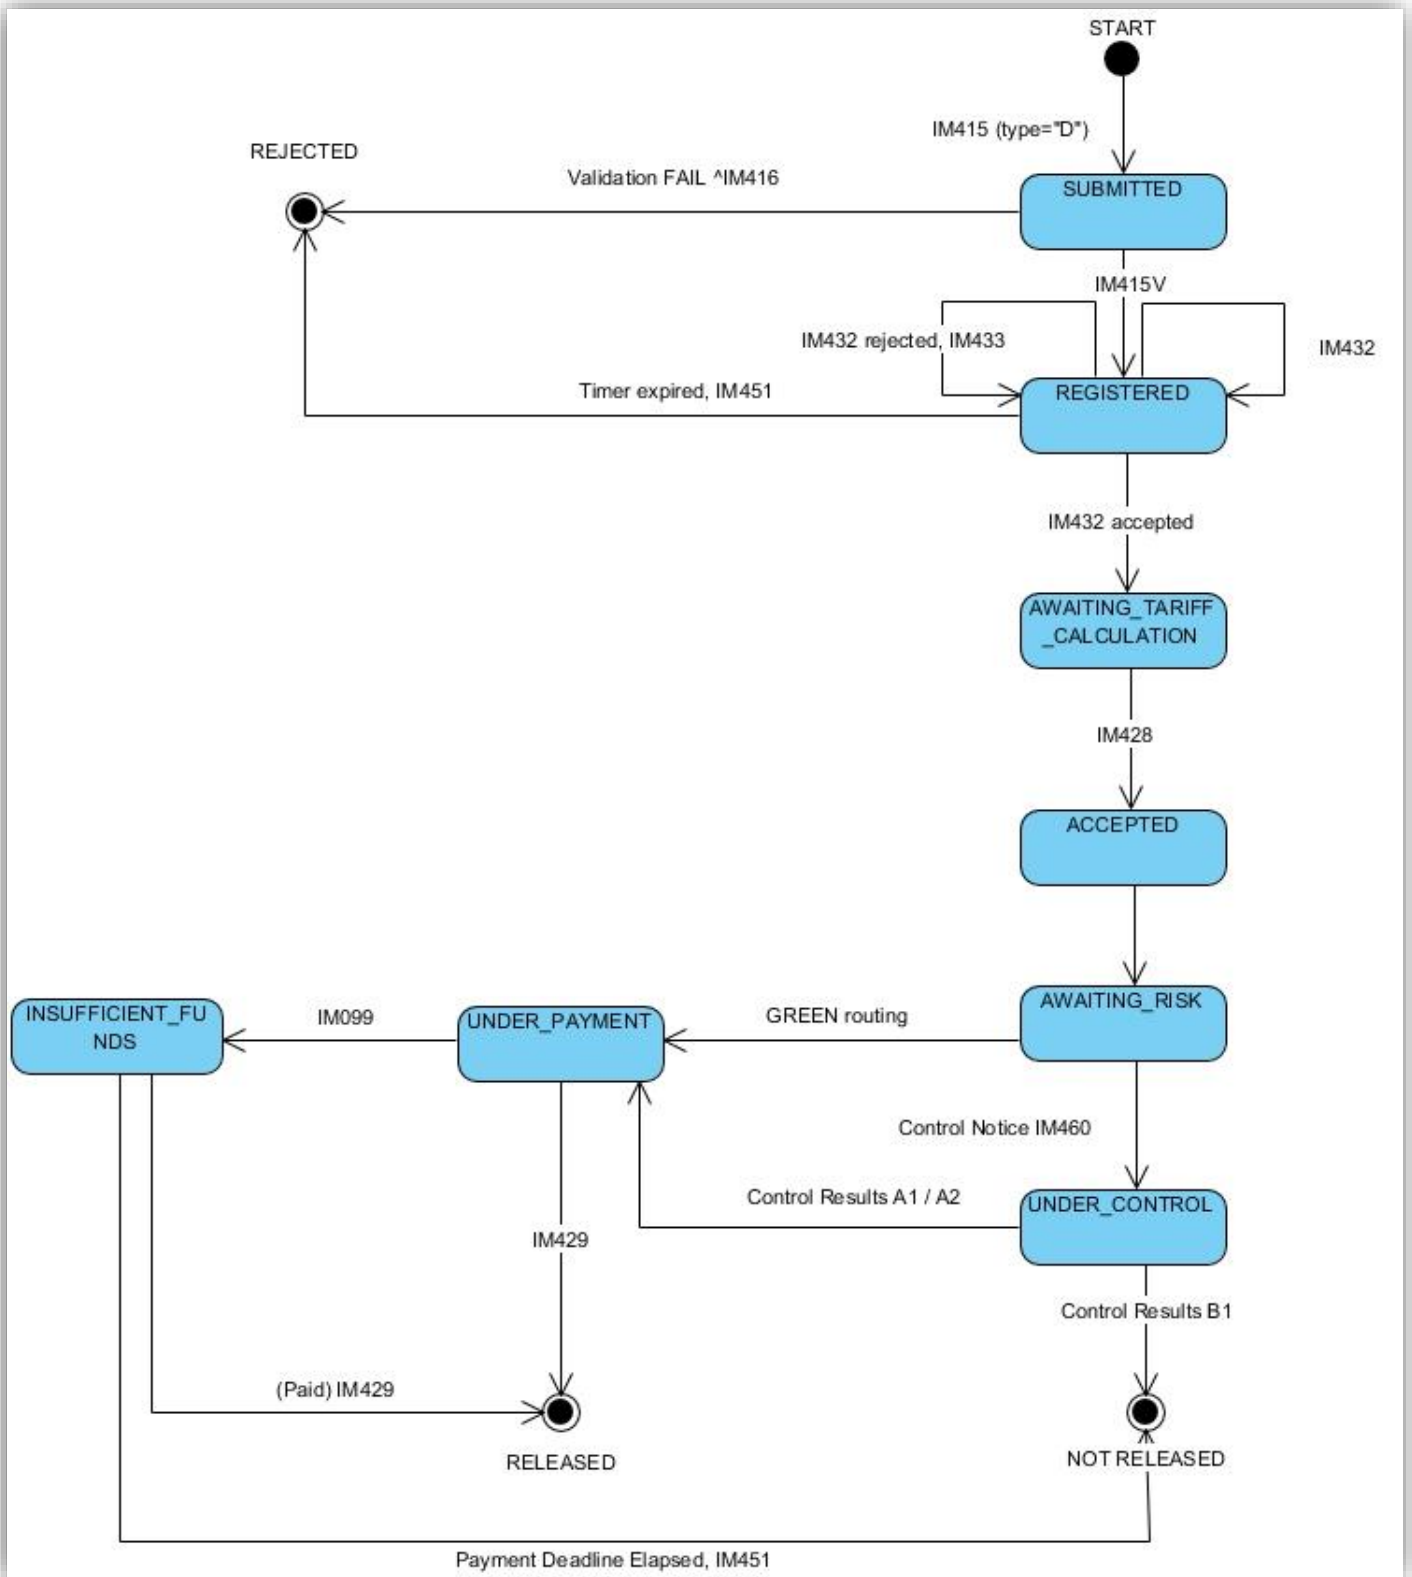 START
IM415 (type="D")
REJECTED
Validation FAIL ^IM416
SUBMITTED
IM415V
IM432 rejected, IM433
IM432
Timer expired, IM451
REGISTERED
IM432 accepted
AWAITING_TARIFF
_CALCULATION
IM428
ACCEPTED
INSUFFICIENT_FU
NDS
IM099
UNDER_PAYMENT
GREEN routing
AWAITING_RISK
Control Notice IM460
Control Results A1 / A2
UNDER_CONTROL
IM429
Control Results B1
(Paid) IM429
RELEASED
NOT RELEASED
Payment Deadline Elapsed, IM451